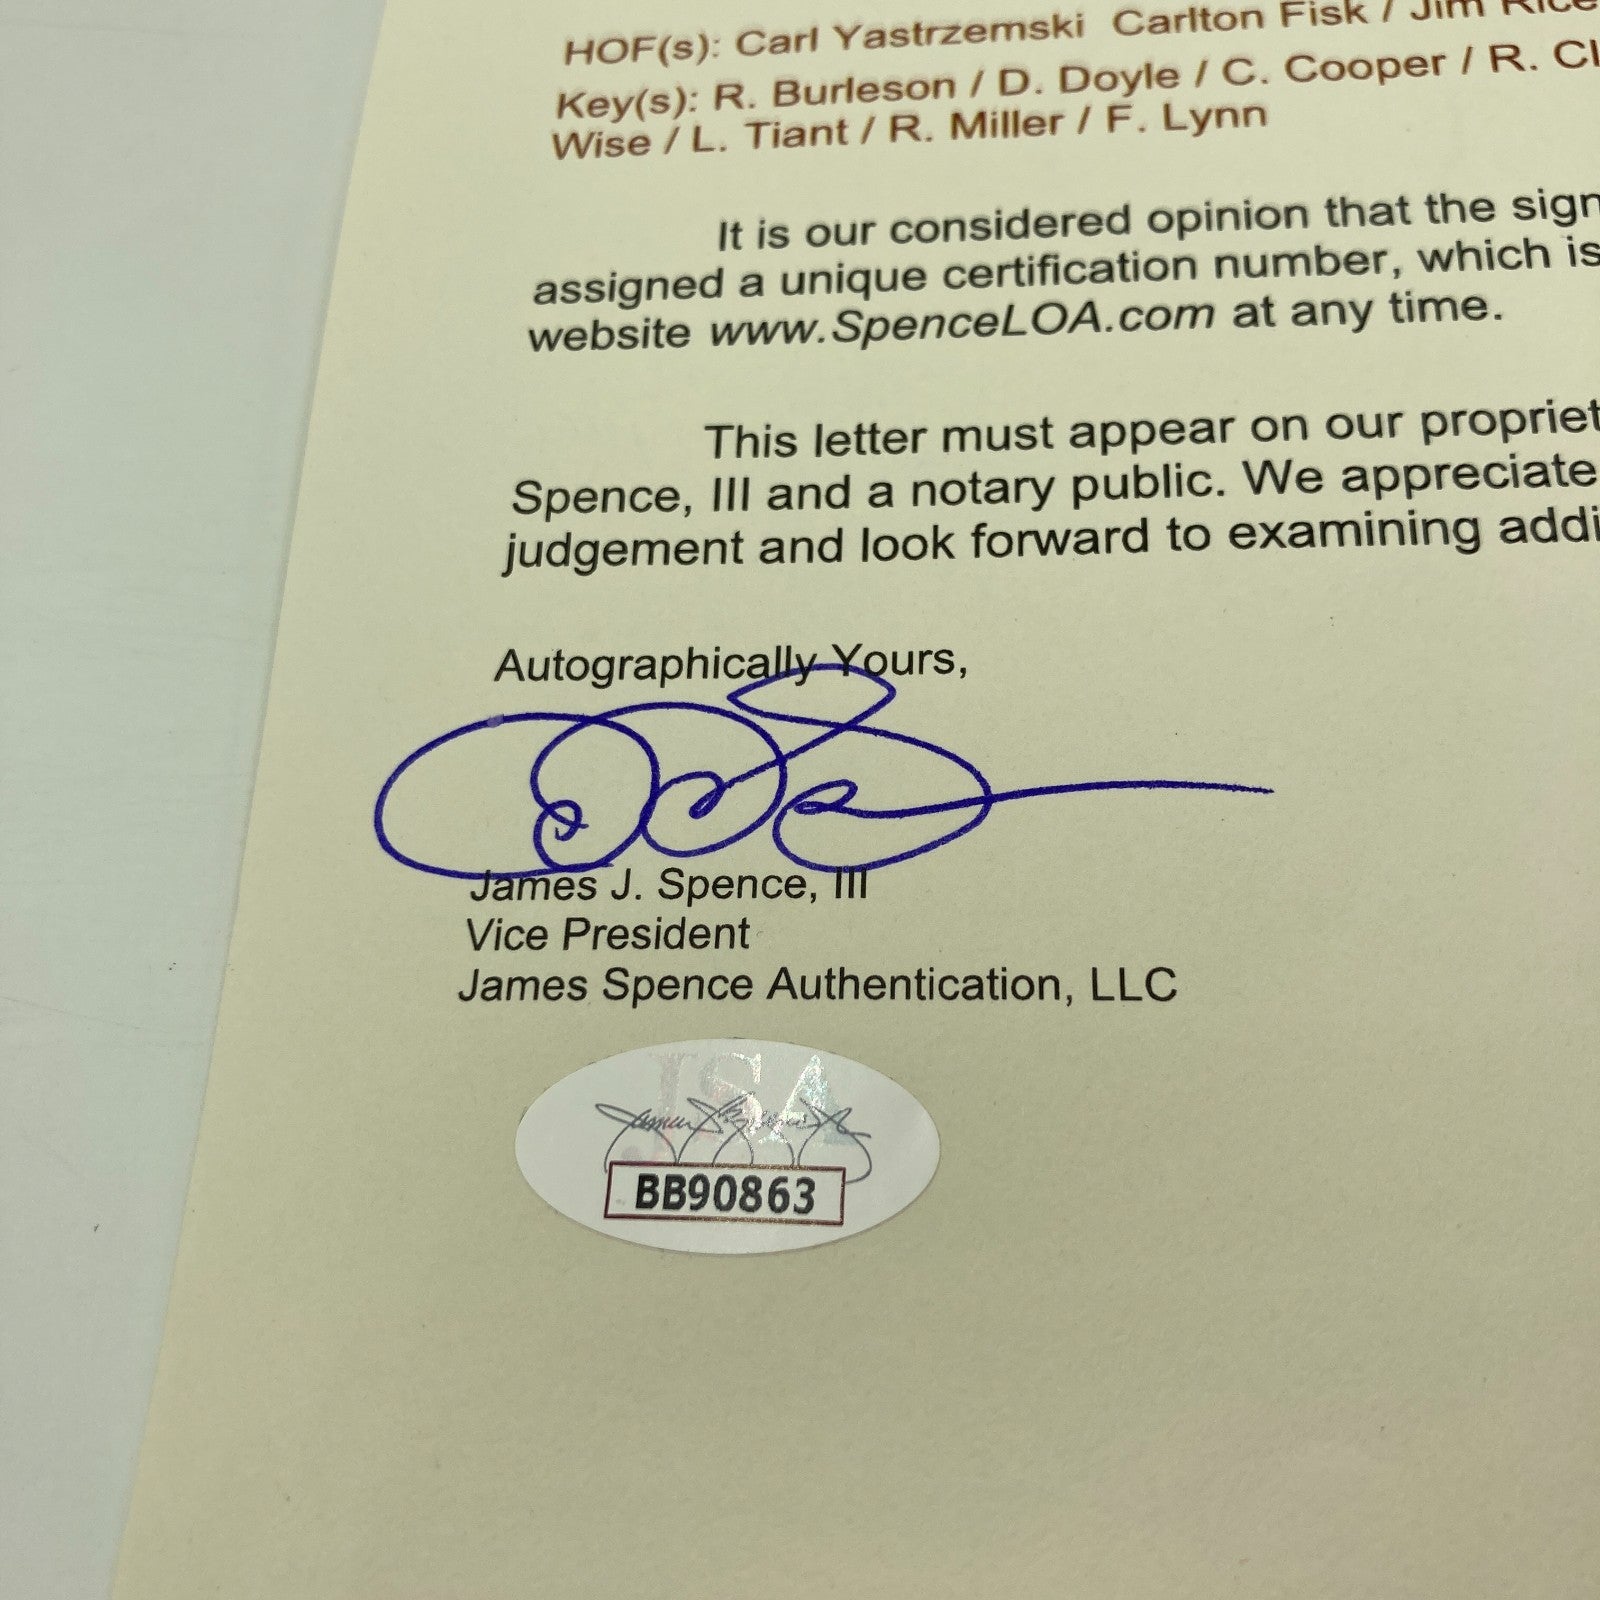 HOF(s): Carl Yastrzemski Carlton Fisk / Jim Rice
Key(s): R. Burleson / D. Doyle / C. Cooper / R. Cl
Wise / L. Tiant / R. Miller / F. Lynn
It is our considered opinion that the sign
assigned a unique certification number, which is
website www.SpenceLOA.com at any time.
This letter must appear on our propriet
Spence, III and a notary public. We appreciate
judgement and look forward to examining addi
Autographically Yours,
James J. Spence, III
Vice President
James Spence Authentication, LLC
JSA
BB90863